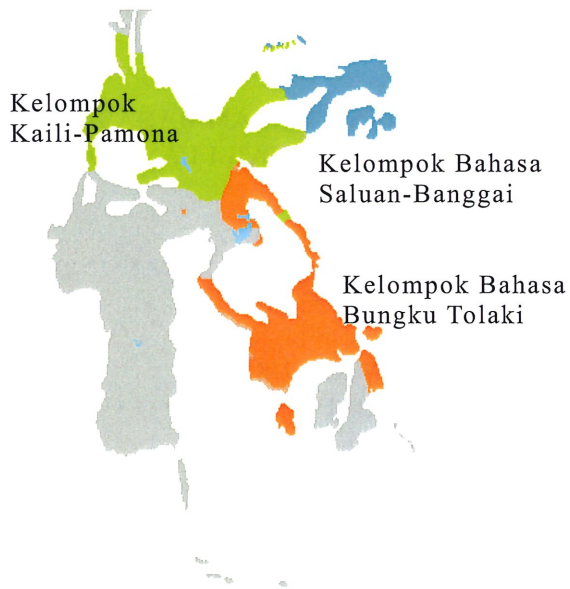 Kelompok
Kaili-Pamona
Kelompok Bahasa
Saluan-Banggai
Kelompok Bahasa
Bungku Tolaki